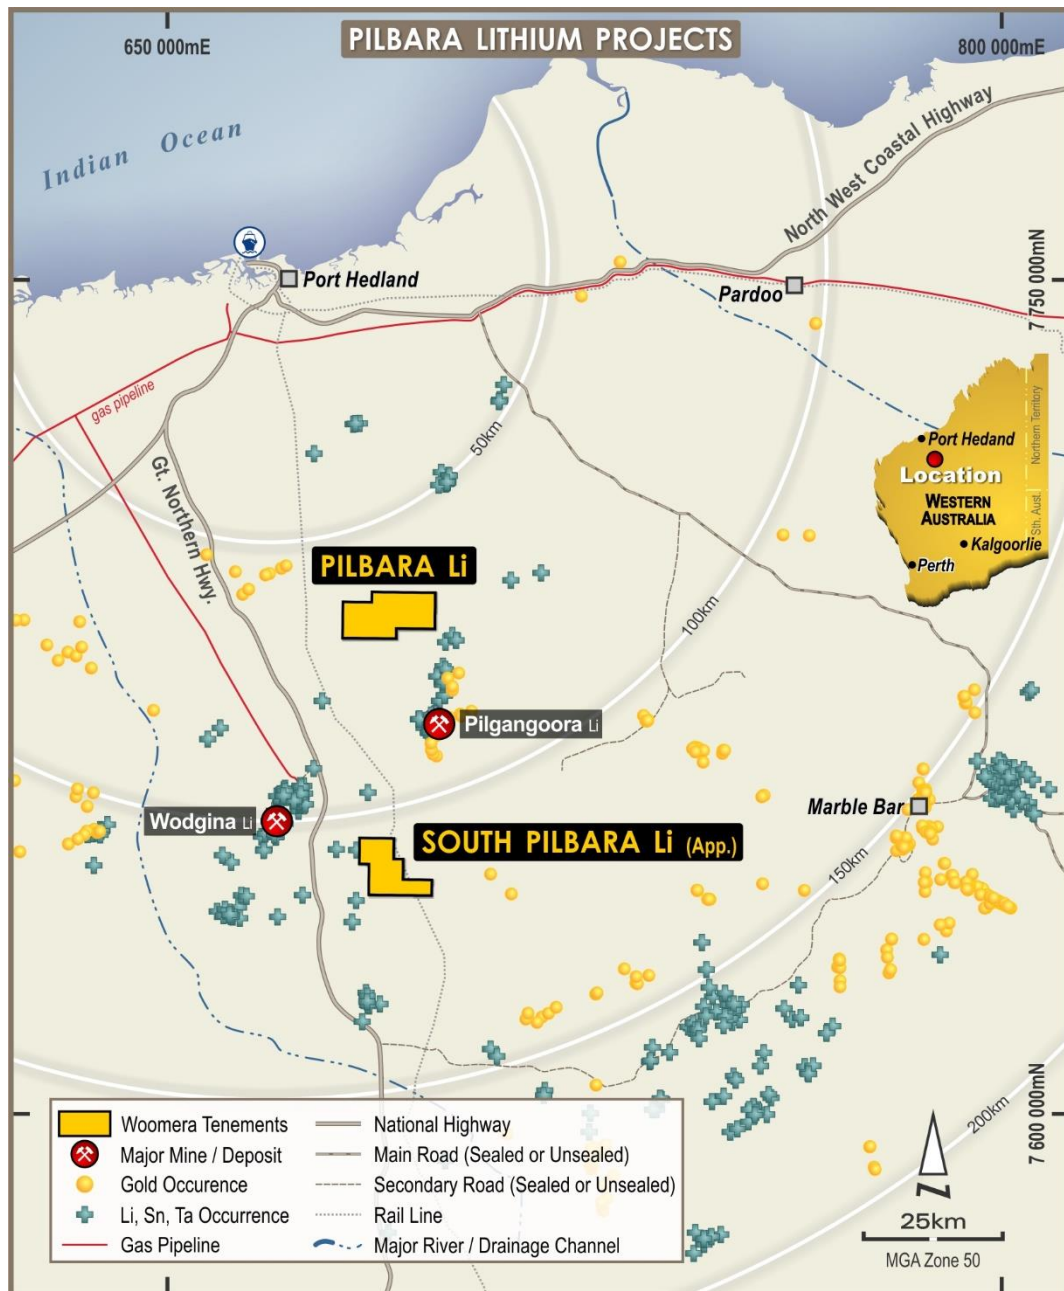 650 000mE
PILBARA LITHIUM PROJECTS
800 000mE
Indian Ocean
North West Coastal Highway
Port Hedland
Pardoo
7 750 000mN
gas pipeline
50km
Gt. Northern Hwy.
Port Hedand
Location
WESTERN
AUSTRALIA
Kalgoorlie
Perth
Northern Territory
Sth. Aust.
PILBARA Li
100km
Pilgangoora Li
Wodgina Li
Marble Bar
SOUTH PILBARA Li (App.)
150km
200km
7 600 000mN
Woomera Tenements
Major Mine / Deposit
Gold Occurence
Li, Sn, Ta Occurrence
Gas Pipeline
National Highway
Main Road (Sealed or Unsealed)
Secondary Road (Sealed or Unsealed)
Rail Line
Major River / Drainage Channel
N
25km
MGA Zone 50